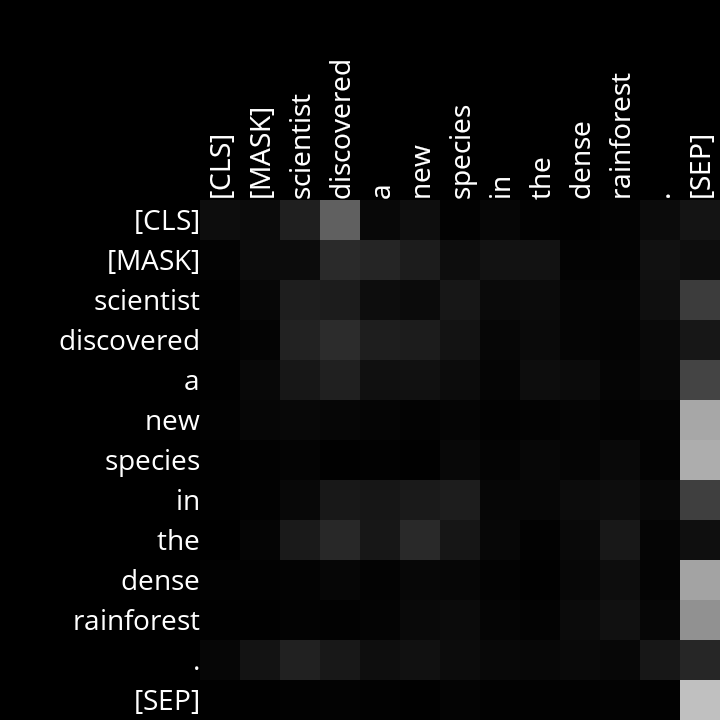 [CLS] [MASK] scientist discovered a new species in the dense rainforest . [SEP]
[CLS]
[MASK]
scientist
discovered
a
new
species
in
the
dense
rainforest
.
[SEP]